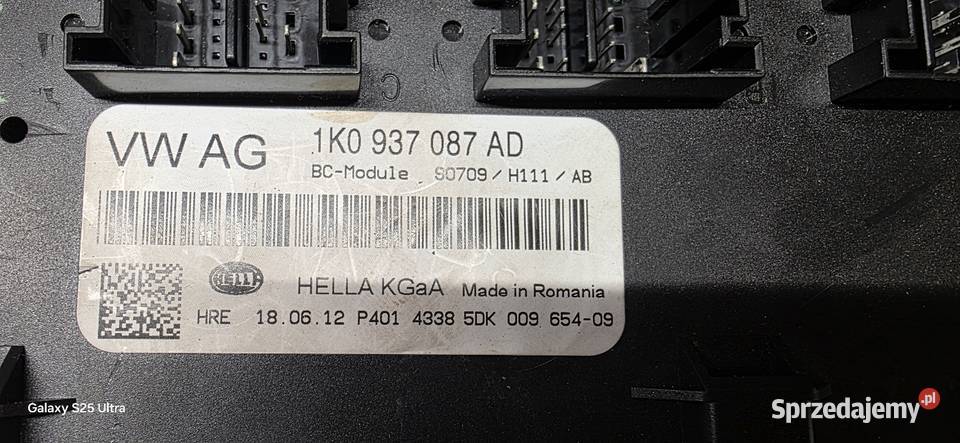 VW AG 1K0 937 087 AD
BC-Module S0709/H111/AB
HELLA
HELLA KGaA Made in Romania
HRE 18.06.12 P401 4338 5DK 009 654-09
Galaxy S25 Ultra
Sprzedajemy.pl